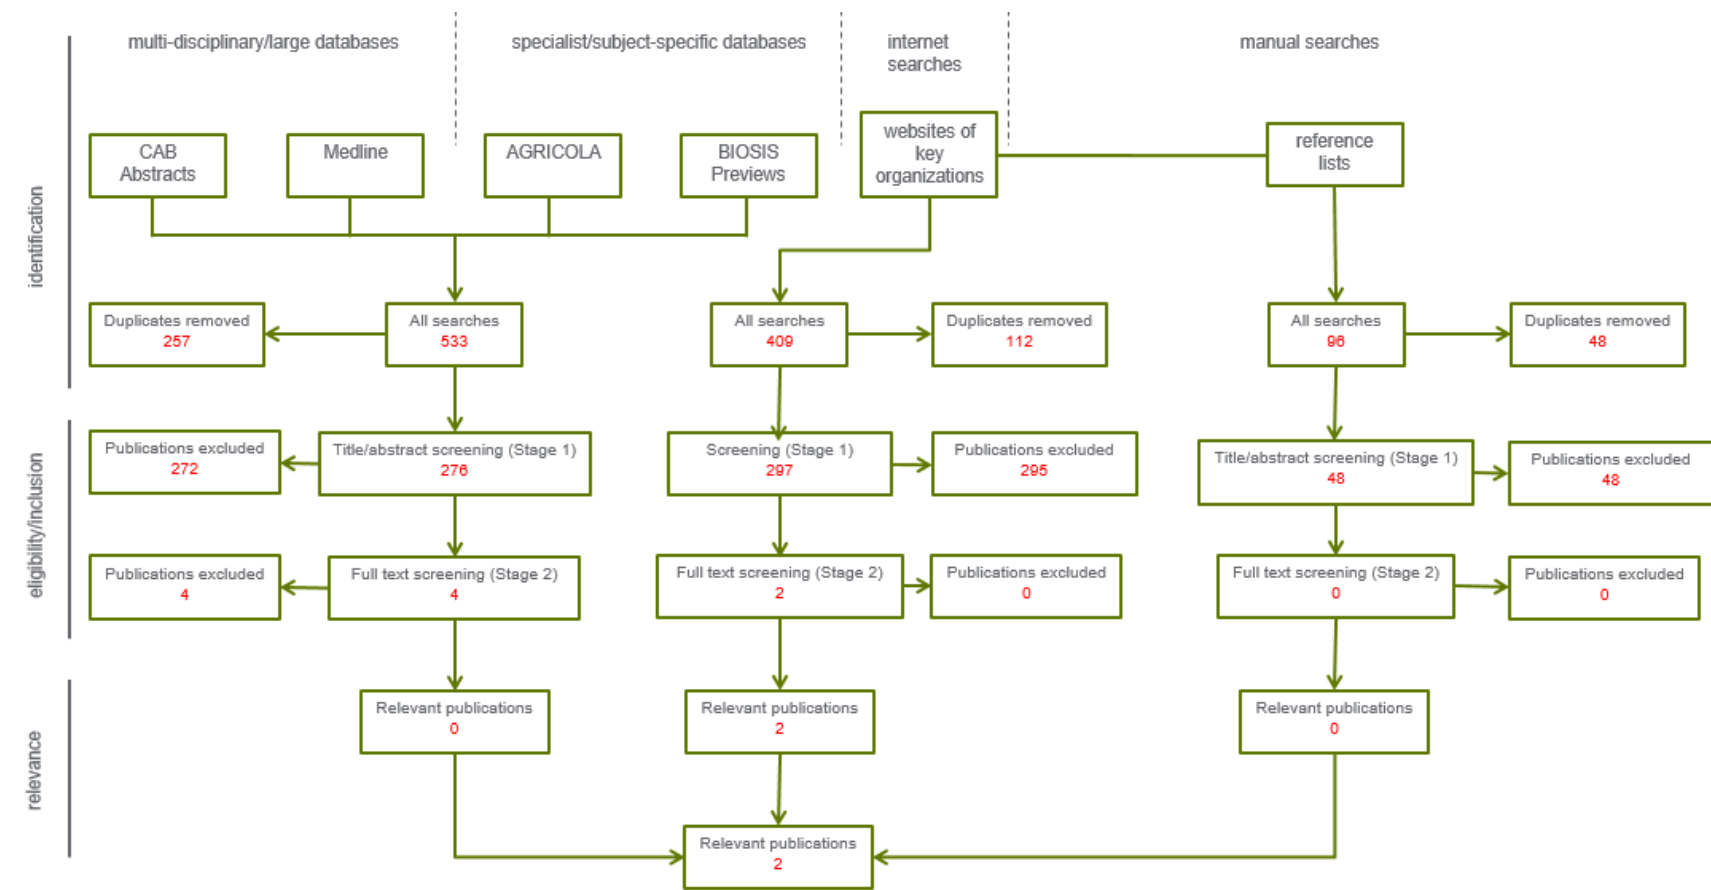 multi-disciplinary/large databases
specialist/subject-specific databases
internet
searches
manual searches
identification
CAB
Abstracts
Medline
AGRICOLA
BIOSIS
Previews
websites of
key
organizations
reference
lists
Duplicates removed
257
All searches
533
All searches
409
Duplicates removed
112
All searches
96
Duplicates removed
48
eligibility/inclusion
Publications excluded
272
Title/abstract screening (Stage 1)
276
Screening (Stage 1)
297
Publications excluded
295
Title/abstract screening (Stage 1)
48
Publications excluded
48
Publications excluded
4
Full text screening (Stage 2)
4
Full text screening (Stage 2)
2
Publications excluded
0
Full text screening (Stage 2)
0
Publications excluded
0
relevance
Relevant publications
0
Relevant publications
2
Relevant publications
0
Relevant publications
2